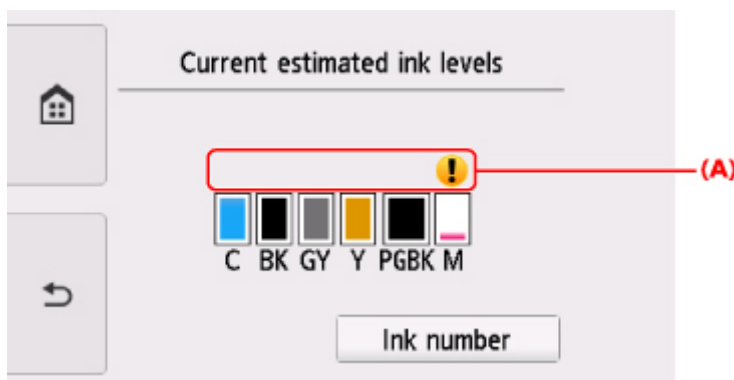 Current estimated ink levels
! (A)
C BK GY Y PGBK M
Ink number